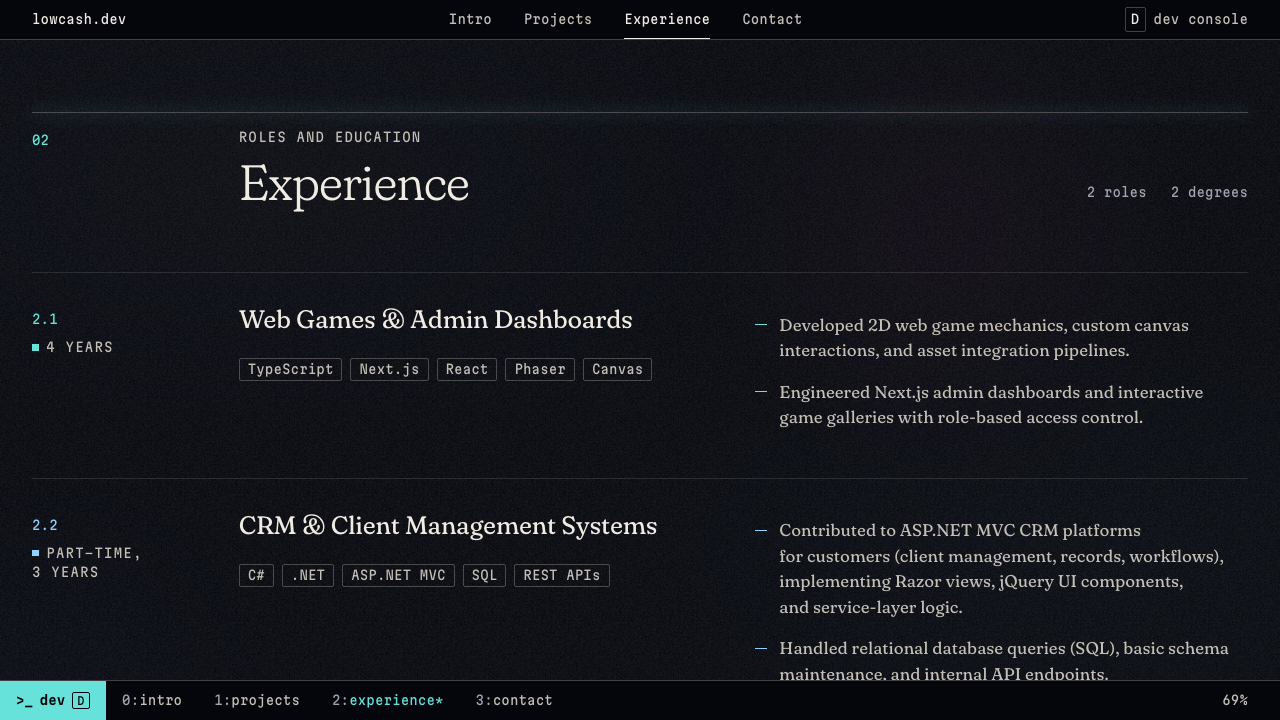 lowcash.dev
Intro
Projects
Experience
Contact
D dev console
02
ROLES AND EDUCATION
Experience
2 roles
2 degrees
2.1
4 YEARS
Web Games & Admin Dashboards
TypeScript
Next.js
React
Phaser
Canvas
— Developed 2D web game mechanics, custom canvas
interactions, and asset integration pipelines.
— Engineered Next.js admin dashboards and interactive
game galleries with role-based access control.
2.2
PART-TIME,
3 YEARS
CRM & Client Management Systems
C#
.NET
ASP.NET MVC
SQL
REST APIs
— Contributed to ASP.NET MVC CRM platforms
for customers (client management, records, workflows),
implementing Razor views, jQuery UI components,
and service-layer logic.
— Handled relational database queries (SQL), basic schema
maintenance, and internal API endpoints.
>_ dev D
0:intro
1:projects
2:experience*
3:contact
69%